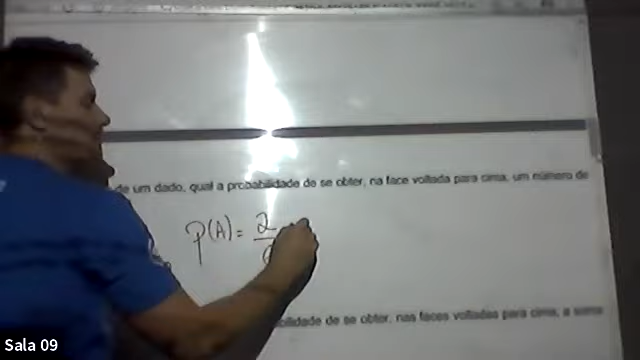 de um dado, qual a probabilidade de se obter, na face voltada para cima, um número de
P(A) = 2
probabilidade de se obter, nas faces voltadas para cima, a soma
Sala 09